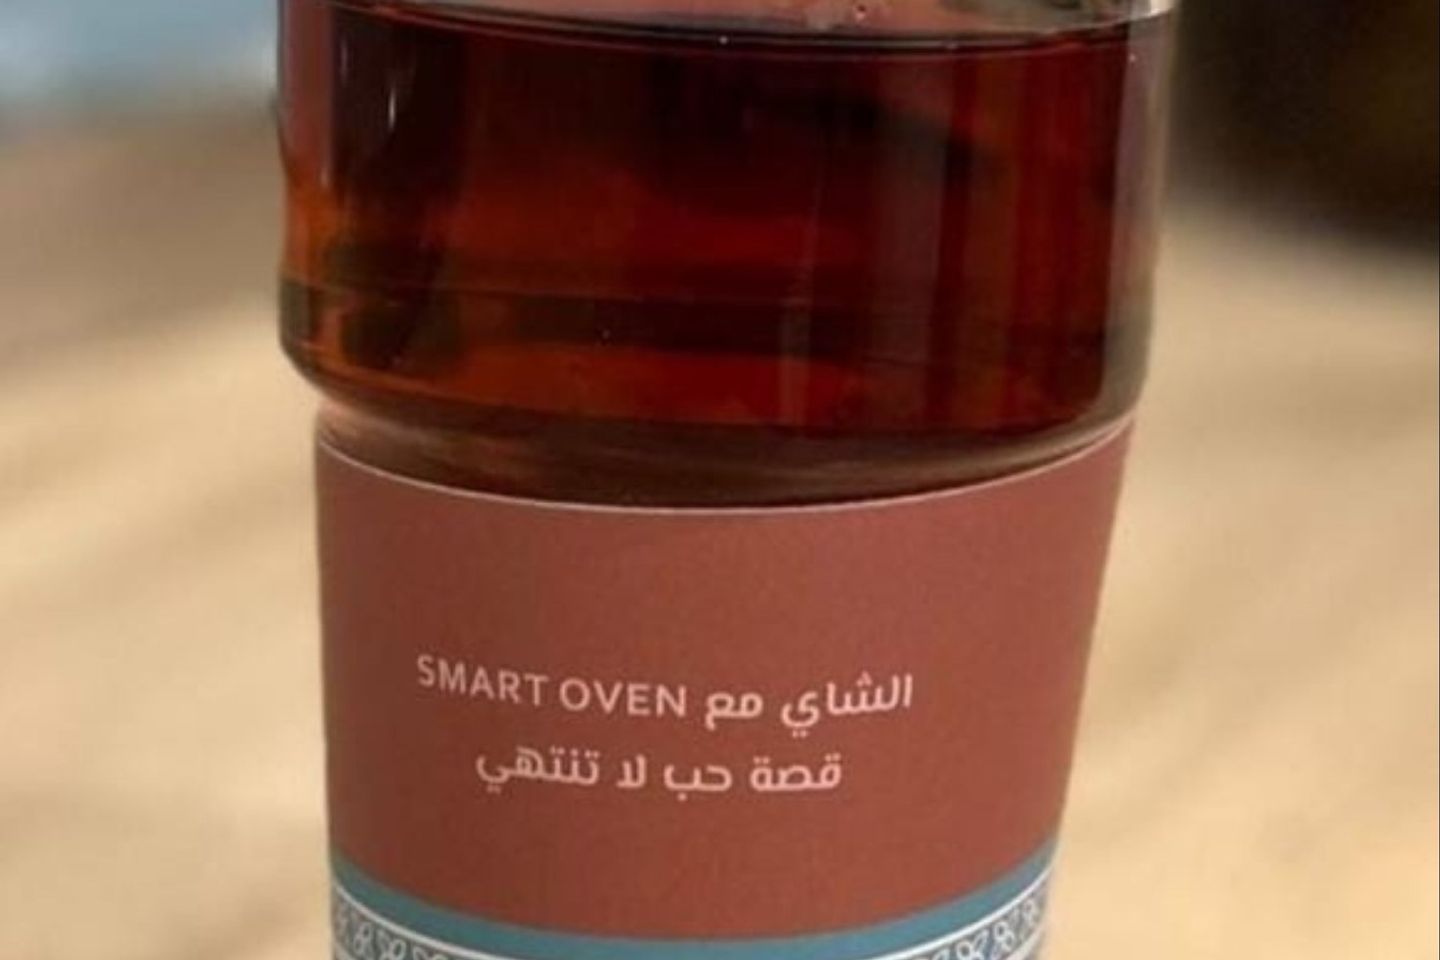 الشاي مع SMART OVEN
قصة حب لا تنتهي